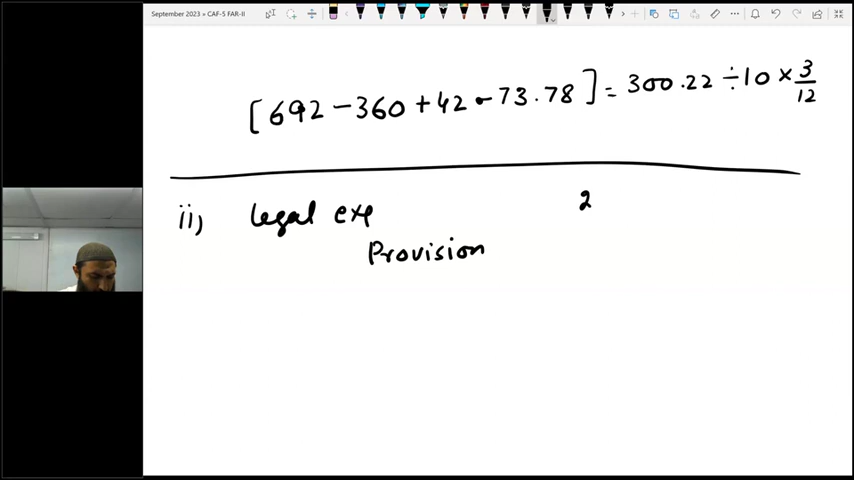 September 2023 » CAF-5 FAR-II
[692 - 360 + 42 - 73.78] = 300.22 ÷ 10 × 3/12
ii) legal exp 2
Provision